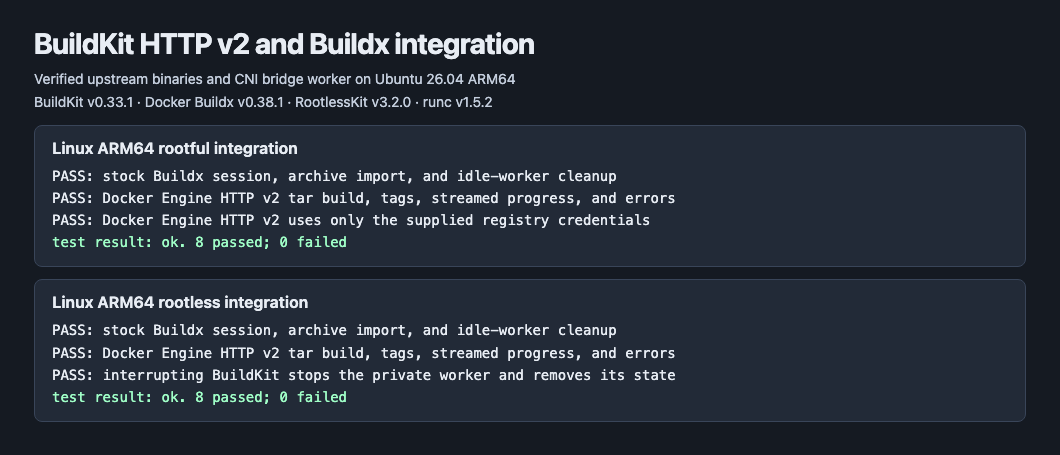 BuildKit HTTP v2 and Buildx integration
Verified upstream binaries and CNI bridge worker on Ubuntu 26.04 ARM64
BuildKit v0.33.1 · Docker Buildx v0.38.1 · RootlessKit v3.2.0 · runc v1.5.2
Linux ARM64 rootful integration
PASS: stock Buildx session, archive import, and idle-worker cleanup
PASS: Docker Engine HTTP v2 tar build, tags, streamed progress, and errors
PASS: Docker Engine HTTP v2 uses only the supplied registry credentials
test result: ok. 8 passed; 0 failed
Linux ARM64 rootless integration
PASS: stock Buildx session, archive import, and idle-worker cleanup
PASS: Docker Engine HTTP v2 tar build, tags, streamed progress, and errors
PASS: interrupting BuildKit stops the private worker and removes its state
test result: ok. 8 passed; 0 failed